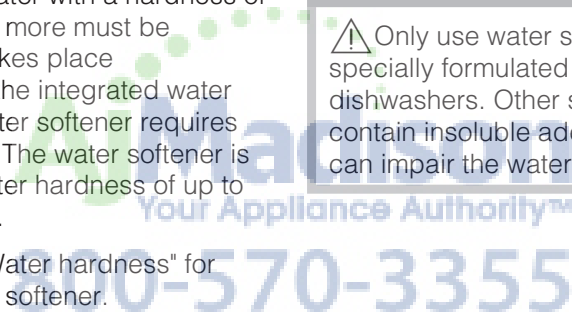 ater with a hardness of
more must be
kes place
he integrated water
ter softener requires
The water softener is
ter hardness of up to
Water hardness" for
softener.
Only use water s
specially formulated
dishwashers. Other s
contain insoluble ad
can impair the water
AjMadison
Your Appliance Authority™
800-570-3355